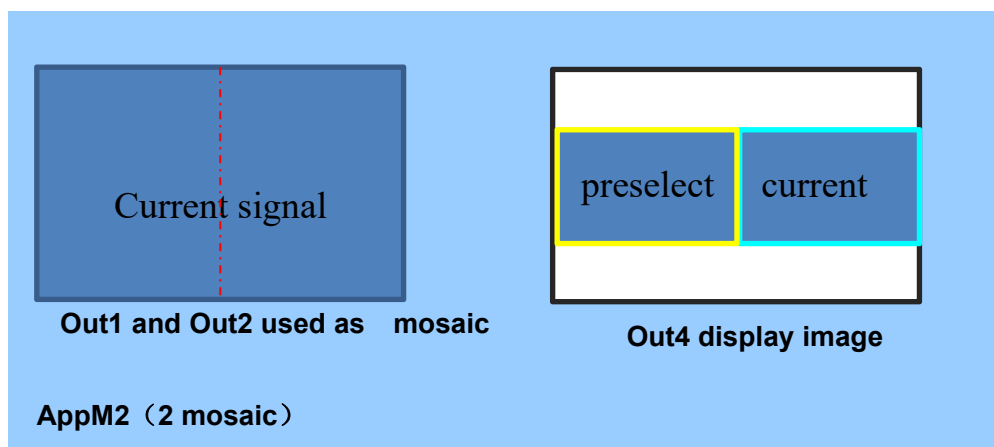 Current signal
preselect
current
Out1 and Out2 used as mosaic
Out4 display image
AppM2（2 mosaic）